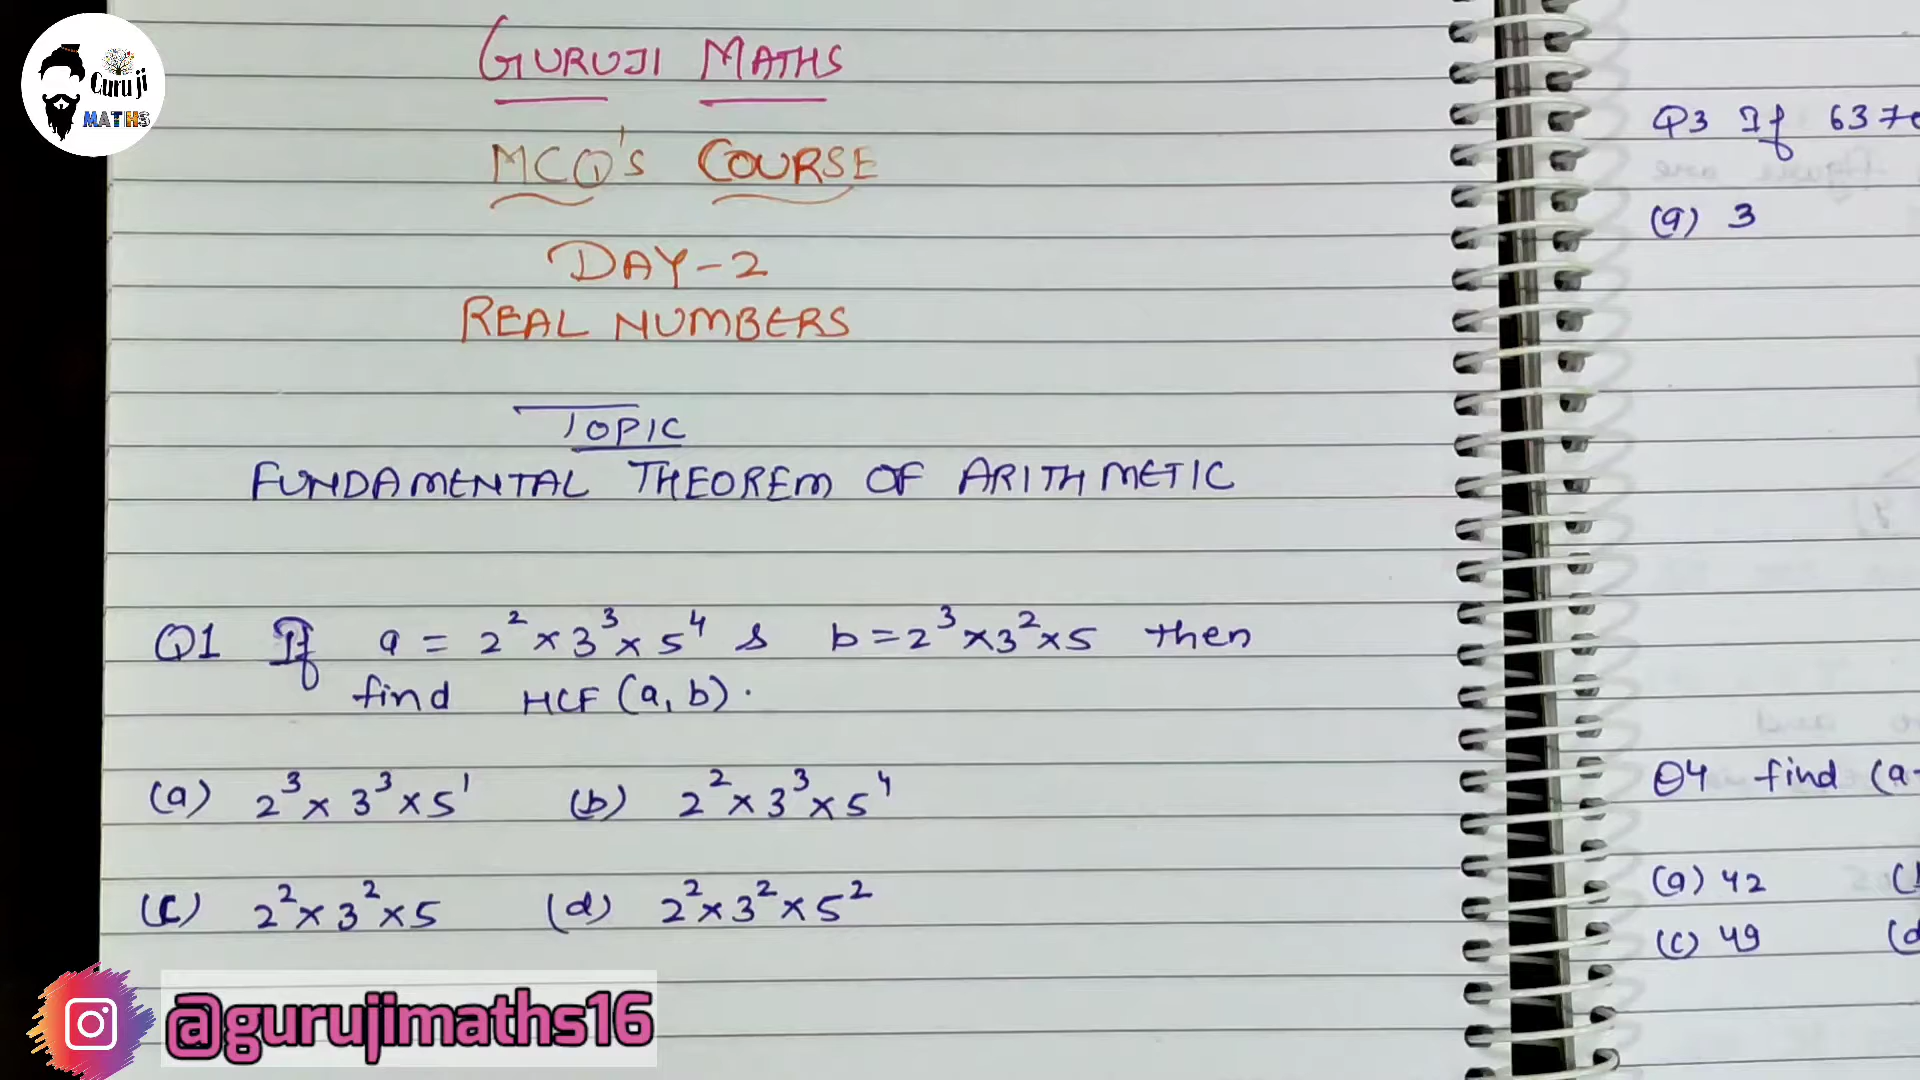 Guru ji
MATHS
GURUJI MATHS
MCQ's COURSE
DAY-2
REAL NUMBERS
TOPIC
FUNDAMENTAL THEOREM OF ARITHMETIC
Q1 If a = 2² × 3³ × 5⁴ & b = 2³ × 3² × 5 then
find HCF (a, b).
(a) 2³ × 3³ × 5¹ (b) 2² × 3³ × 5⁴
(c) 2² × 3² × 5 (d) 2² × 3² × 5²
@gurujimaths16
Q3 If 637
(a) 3
Q4 find (a
(a) 42
(c) 49